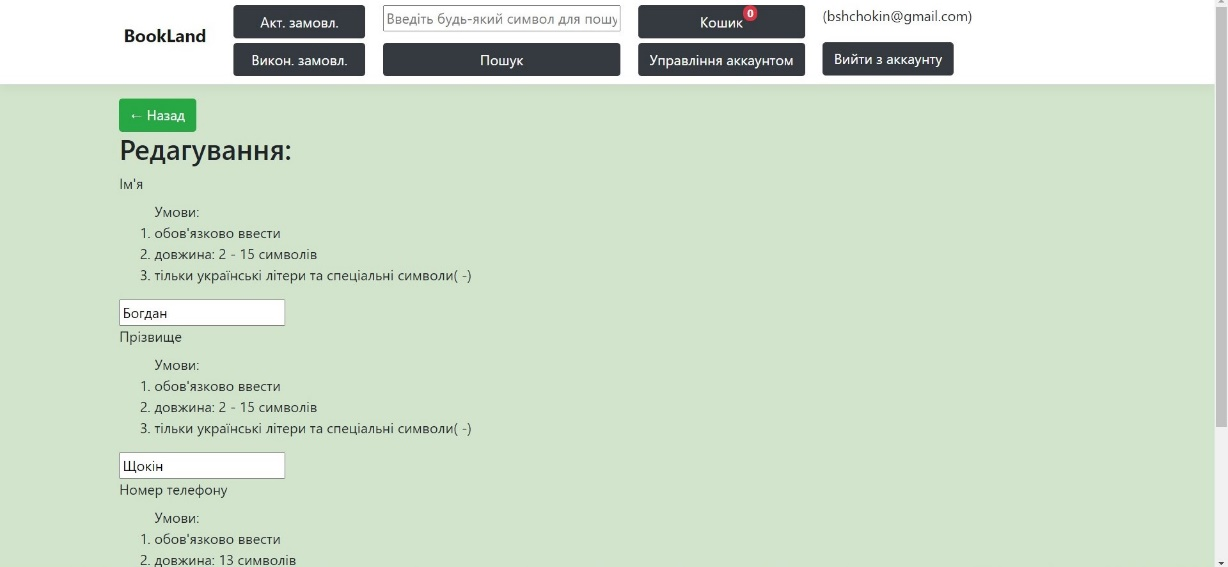 BookLand
Акт. замовл.
Викон. замовл.
Введіть будь-який символ для пошу
Пошук
Кошик 0
Управління аккаунтом
(bshchokin@gmail.com)
Вийти з аккаунту
← Назад
Редагування:
Ім'я
Умови:
1. обов'язково ввести
2. довжина: 2 - 15 символів
3. тільки українські літери та спеціальні символи( -)
Богдан
Прізвище
Умови:
1. обов'язково ввести
2. довжина: 2 - 15 символів
3. тільки українські літери та спеціальні символи( -)
Щокін
Номер телефону
Умови:
1. обов'язково ввести
2. довжина: 13 символів